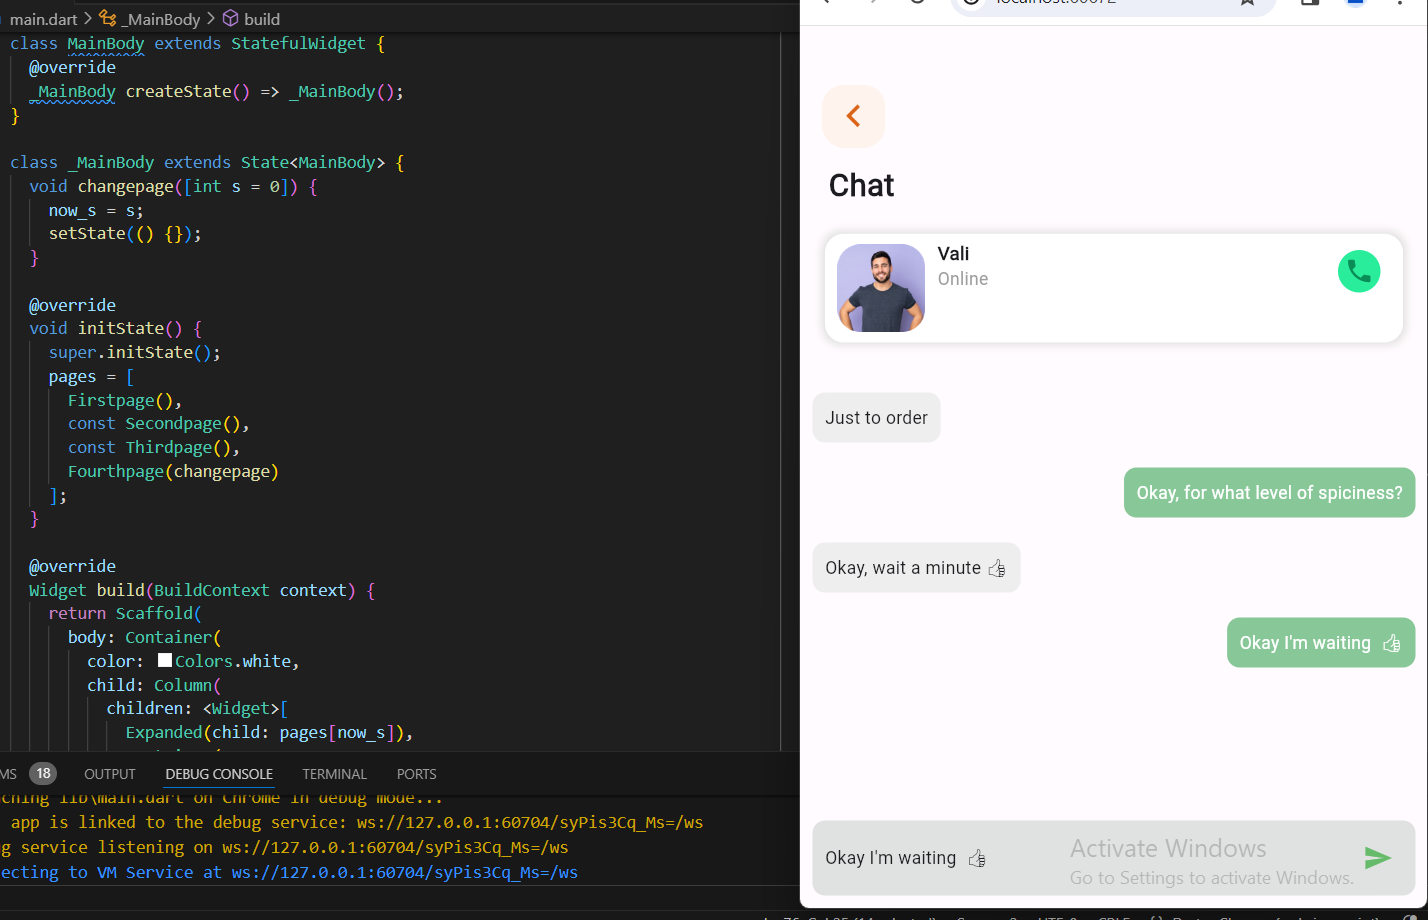 main.dart > _MainBody > build
class MainBody extends StatefulWidget {
@override
_MainBody createState() => _MainBody();
}
class _MainBody extends State<MainBody> {
void changepage([int s = 0]) {
now_s = s;
setState(() {});
}
@override
void initState() {
super.initState();
pages = [
Firstpage(),
const Secondpage(),
const Thirdpage(),
Fourthpage(changepage)
];
}
@override
Widget build(BuildContext context) {
return Scaffold(
body: Container(
color: Colors.white,
child: Column(
children: <Widget>[
Expanded(child: pages[now_s]),
MS 18 OUTPUT DEBUG CONSOLE TERMINAL PORTS
ching lib\main.dart on Chrome in debug mode...
app is linked to the debug service: ws://127.0.0.1:60704/syPis3Cq_Ms=/ws
g service listening on ws://127.0.0.1:60704/syPis3Cq_Ms=/ws
ecting to VM Service at ws://127.0.0.1:60704/syPis3Cq_Ms=/ws
Chat
Vali
Online
Just to order
Okay, for what level of spiciness?
Okay, wait a minute 👍
Okay I'm waiting 👍
Okay I'm waiting 👍
Activate Windows
Go to Settings to activate Windows.